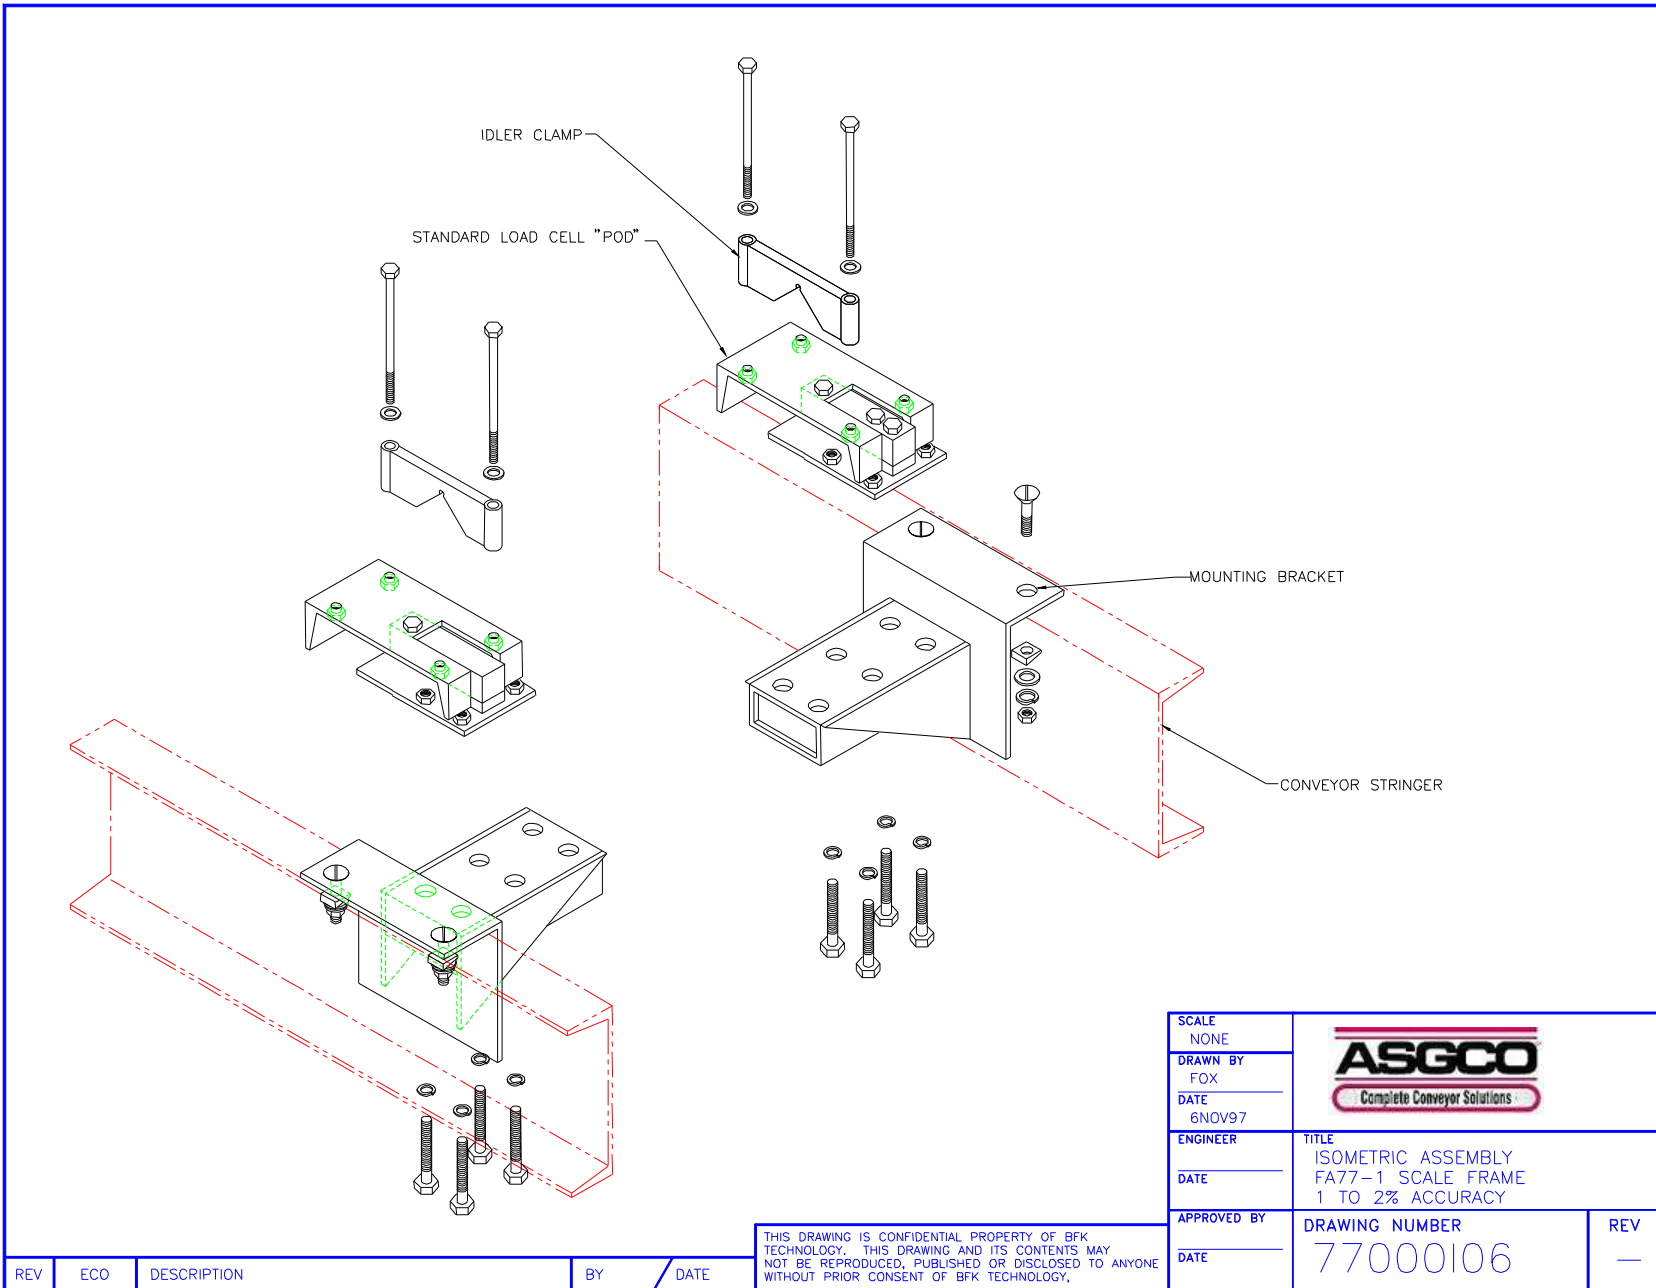 IDLER CLAMP
STANDARD LOAD CELL "POD"
MOUNTING BRACKET
CONVEYOR STRINGER
SCALE
NONE
DRAWN BY
FOX
DATE
6NOV97
ENGINEER
DATE
APPROVED BY
DATE
ASGCO
Complete Conveyor Solutions
TITLE
ISOMETRIC ASSEMBLY
FA77-1 SCALE FRAME
1 TO 2% ACCURACY
DRAWING NUMBER
77000106
REV
—
THIS DRAWING IS CONFIDENTIAL PROPERTY OF BFK
TECHNOLOGY. THIS DRAWING AND ITS CONTENTS MAY
NOT BE REPRODUCED, PUBLISHED OR DISCLOSED TO ANYONE
WITHOUT PRIOR CONSENT OF BFK TECHNOLOGY,
REV ECO DESCRIPTION BY / DATE